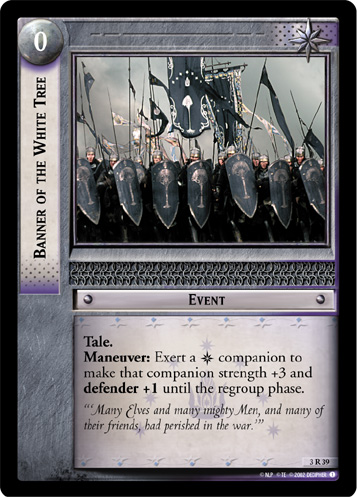 0
BANNER OF THE WHITE TREE
EVENT
Tale.
Maneuver: Exert a companion to
make that companion strength +3 and
defender +1 until the regroup phase.
“‘Many Elves and many mighty Men, and many of
their friends, had perished in the war.’”
3 R 39
© N.L.P. ™ T.E. © 2002 DECIPHER